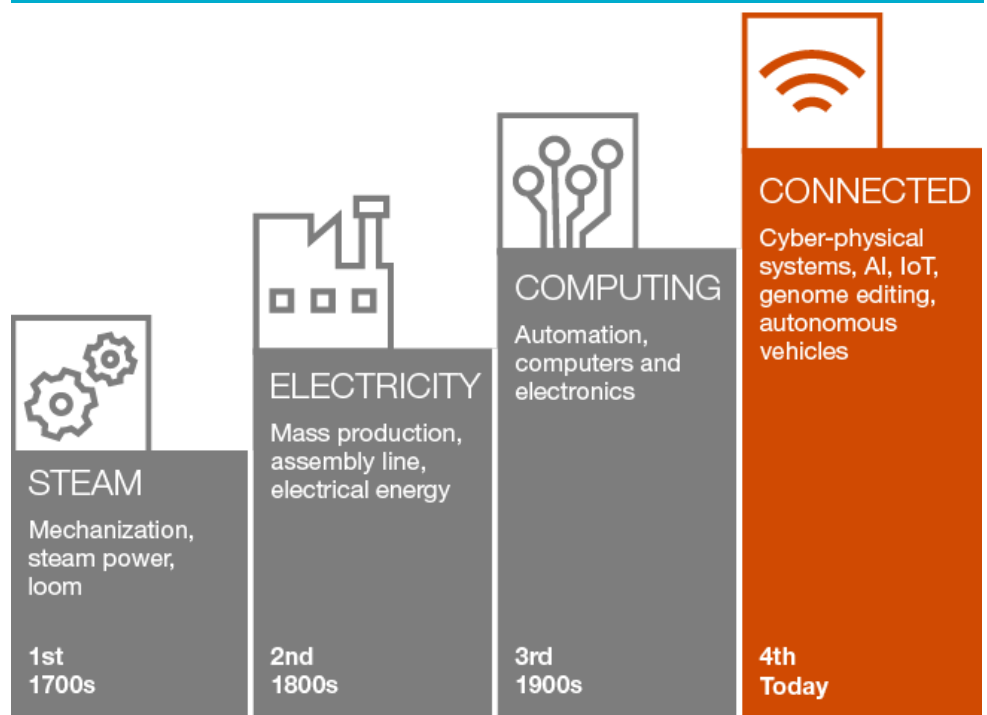 STEAM
Mechanization,
steam power,
loom
1st
1700s
ELECTRICITY
Mass production,
assembly line,
electrical energy
2nd
1800s
COMPUTING
Automation,
computers and
electronics
3rd
1900s
CONNECTED
Cyber-physical
systems, AI, IoT,
genome editing,
autonomous
vehicles
4th
Today